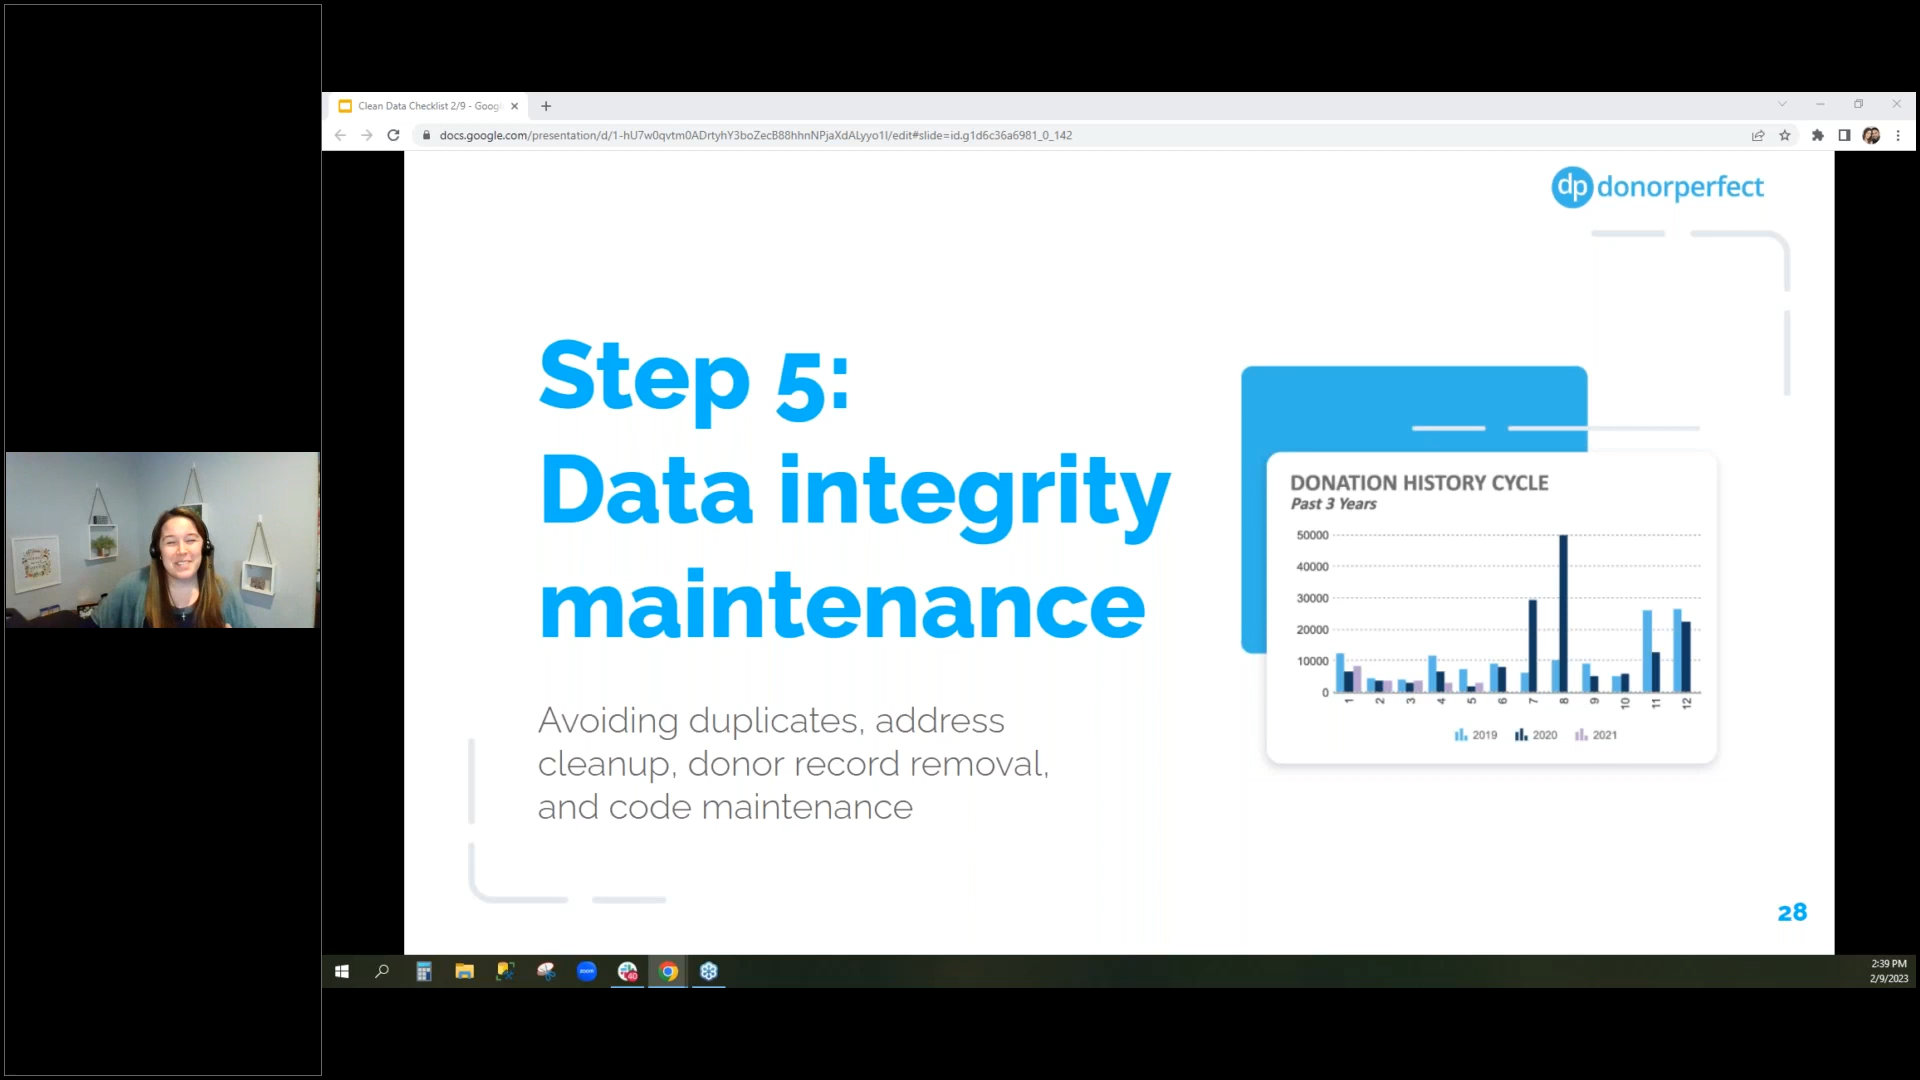 Clean Data Checklist 2/9 - Goog
docs.google.com/presentation/d/1-hU7w0qvtm0ADrtyhY3boZecB88hhnNPjaXdALyyo1I/edit#slide=id.g1d6c36a6981_0_142
dp donorperfect
Step 5:
Data integrity
maintenance
Avoiding duplicates, address
cleanup, donor record removal,
and code maintenance
DONATION HISTORY CYCLE
Past 3 Years
50000
40000
30000
20000
10000
0
1 2 3 4 5 6 7 8 9 10 11 12
2019 2020 2021
28
zoom
2:39 PM
2/9/2023